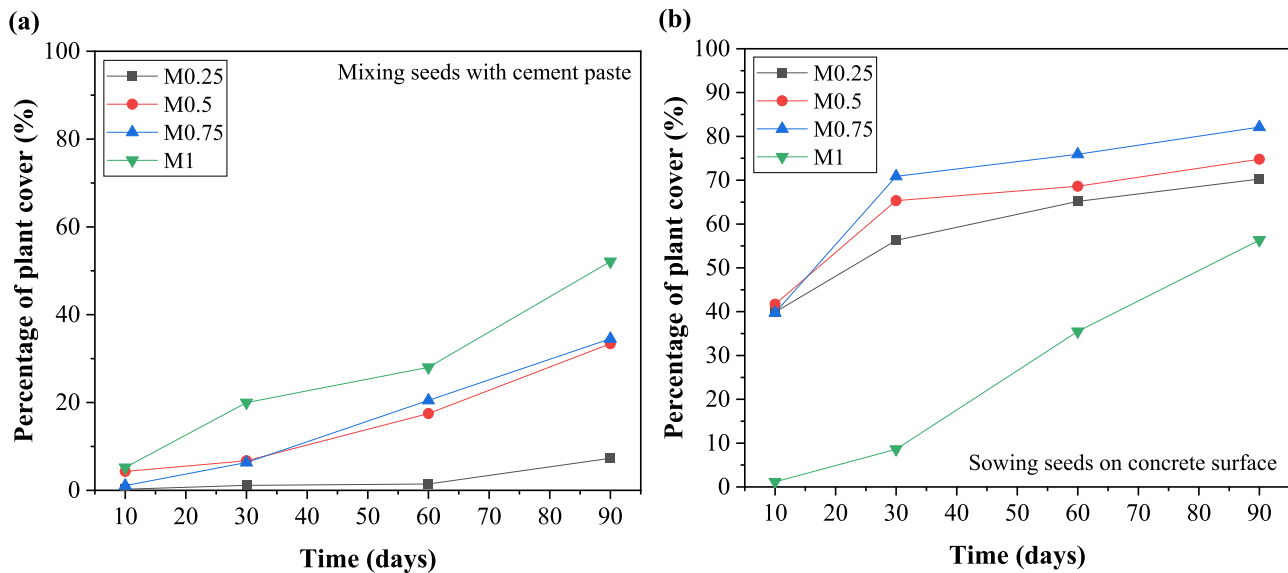 (a)
Percentage of plant cover (%)
100
80
60
40
20
0
M0.25
M0.5
M0.75
M1
Mixing seeds with cement paste
10 20 30 40 50 60 70 80 90
Time (days)
(b)
Percentage of plant cover (%)
100
90
80
70
60
50
40
30
20
10
0
M0.25
M0.5
M0.75
M1
Sowing seeds on concrete surface
10 20 30 40 50 60 70 80 90
Time (days)